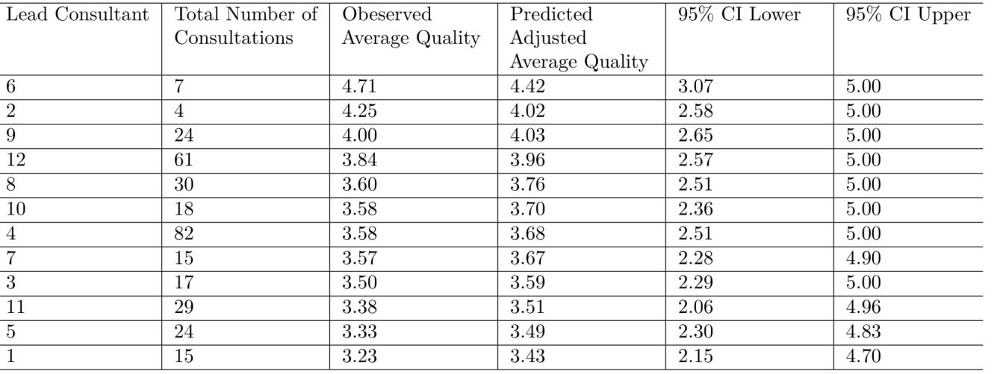 Lead Consultant Total Number of Obeserved Predicted 95% CI Lower 95% CI Upper
Consultations Average Quality Adjusted
Average Quality
6 7 4.71 4.42 3.07 5.00
2 4 4.25 4.02 2.58 5.00
9 24 4.00 4.03 2.65 5.00
12 61 3.84 3.96 2.57 5.00
8 30 3.60 3.76 2.51 5.00
10 18 3.58 3.70 2.36 5.00
4 82 3.58 3.68 2.51 5.00
7 15 3.57 3.67 2.28 4.90
3 17 3.50 3.59 2.29 5.00
11 29 3.38 3.51 2.06 4.96
5 24 3.33 3.49 2.30 4.83
1 15 3.23 3.43 2.15 4.70